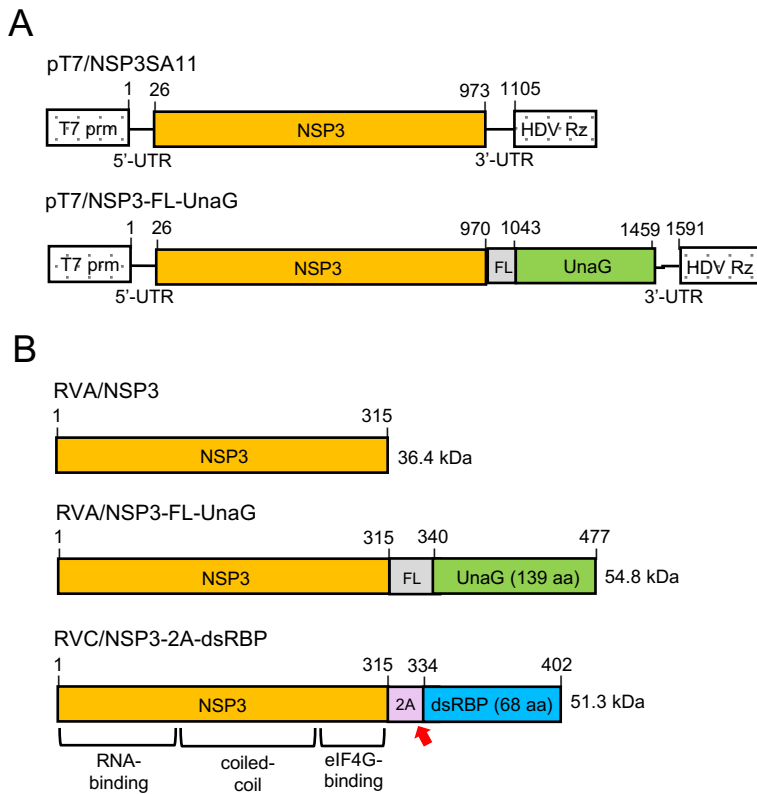 A
pT7/NSP3SA11
1 26 973 1105
T7 prm NSP3 HDV Rz
5’-UTR 3’-UTR
pT7/NSP3-FL-UnaG
1 26 970 1043 1459 1591
T7 prm NSP3 FL UnaG HDV Rz
5’-UTR 3’-UTR
B
RVA/NSP3
1 315
NSP3 36.4 kDa
RVA/NSP3-FL-UnaG
1 315 340 477
NSP3 FL UnaG (139 aa) 54.8 kDa
RVC/NSP3-2A-dsRBP
1 315 334 402
NSP3 2A dsRBP (68 aa) 51.3 kDa
RNA- coiled- eIF4G-
binding coil binding